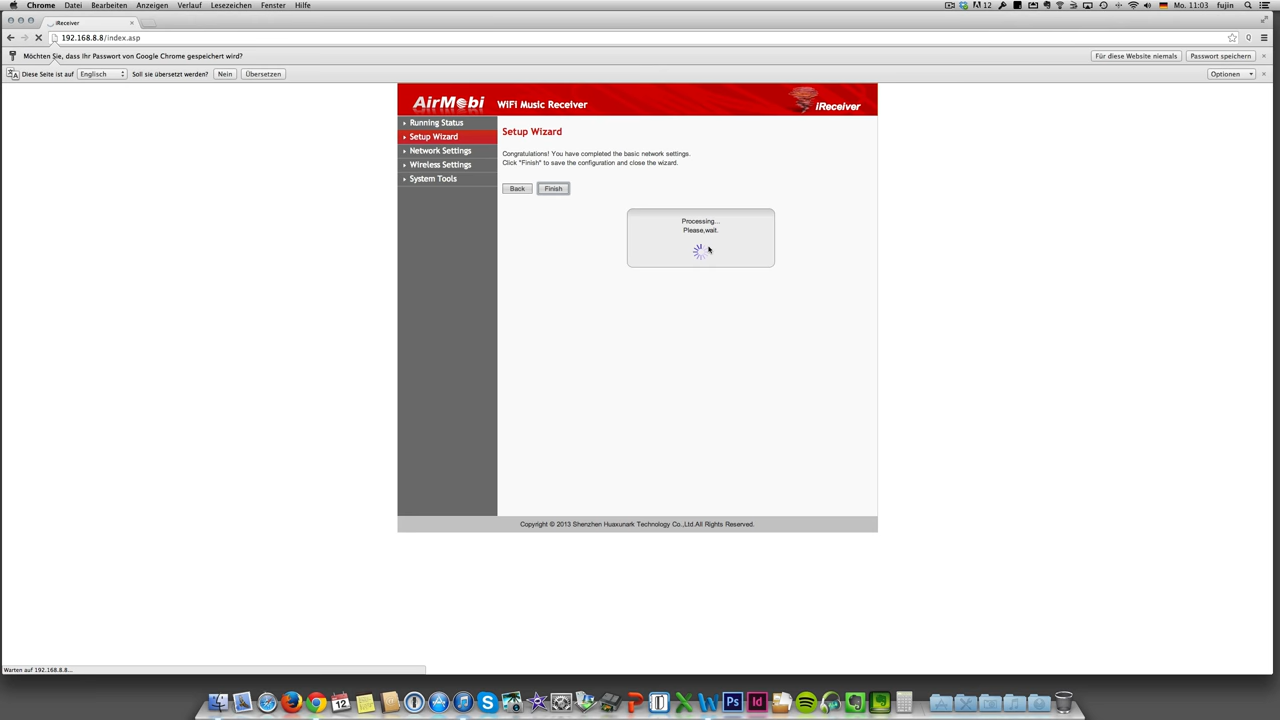 Chrome Datei Bearbeiten Anzeigen Verlauf Lesezeichen Fenster Hilfe 12 Mo. 11:03 fujin
iReceiver
192.168.8.8/index.asp
Möchten Sie, dass Ihr Passwort von Google Chrome gespeichert wird? Für diese Website niemals Passwort speichern
Diese Seite ist auf Englisch Soll sie übersetzt werden? Nein Übersetzen Optionen
AirMobi WiFi Music Receiver iReceiver
Running Status
Setup Wizard
Network Settings
Wireless Settings
System Tools
Setup Wizard
Congratulations! You have completed the basic network settings.
Click "Finish" to save the configuration and close the wizard.
Back Finish
Processing...
Please,wait.
Copyright © 2013 Shenzhen Huaxunark Technology Co.,Ltd.All Rights Reserved.
Warten auf 192.168.8.8...
12
Ps Id